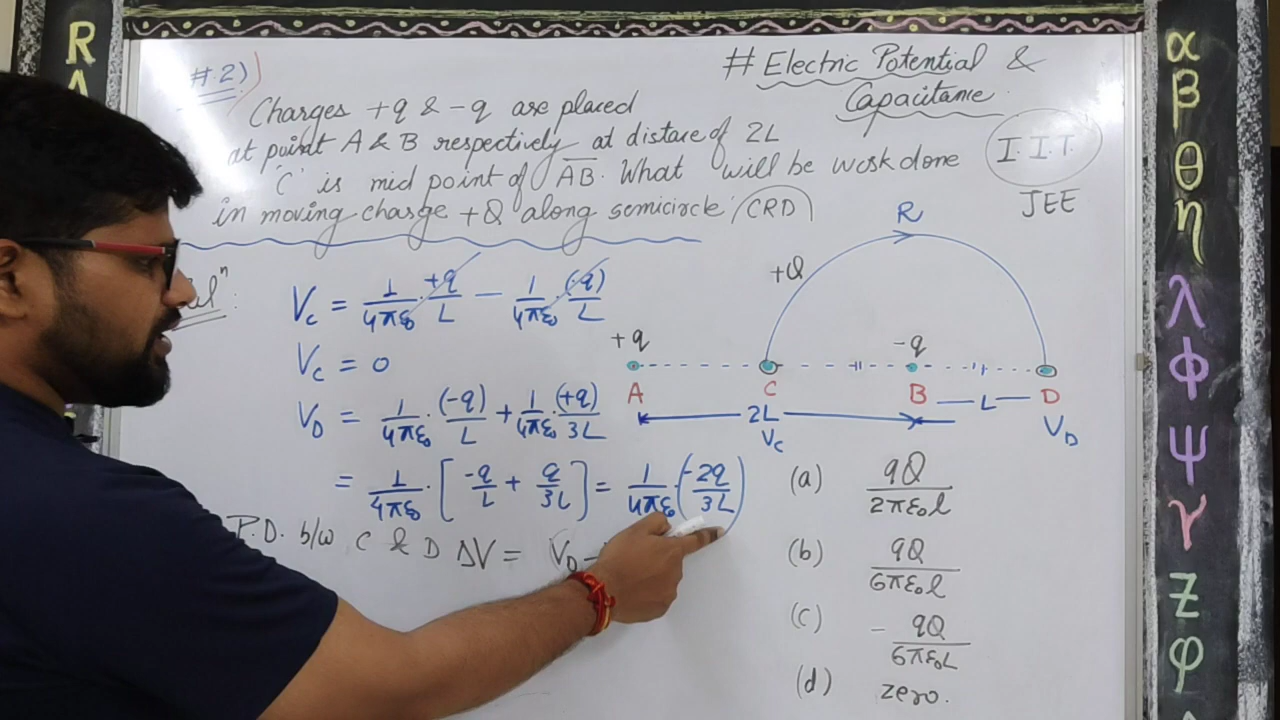 # Electric Potential &
Capacitance
#.2)
Charges +q & -q are placed
at point A & B respectively at distace of 2L
'C' is mid point of AB. What will be work done
in moving charge +Q along semicircle (CRD)
I.I.T.
JEE
V_C = 1/4πε₀ · +q/L − 1/4πε₀ · (-q)/L
V_C = 0
V_D = 1/4πε₀ · (-q)/L + 1/4πε₀ · (+q)/3L
= 1/4πε₀ · [-q/L + q/3L] = 1/4πε₀ (-2q/3L)
P.D. b/w C & D ΔV = V_D -
R
+Q
+q
-q
A
C
B
L
D
2L
V_C
V_D
(a) qQ/2πε₀l
(b) qQ/6πε₀l
(c) - qQ/6πε₀L
(d) zero.
R
α
β
θ
η
λ
φ
ψ
γ
Z
φ